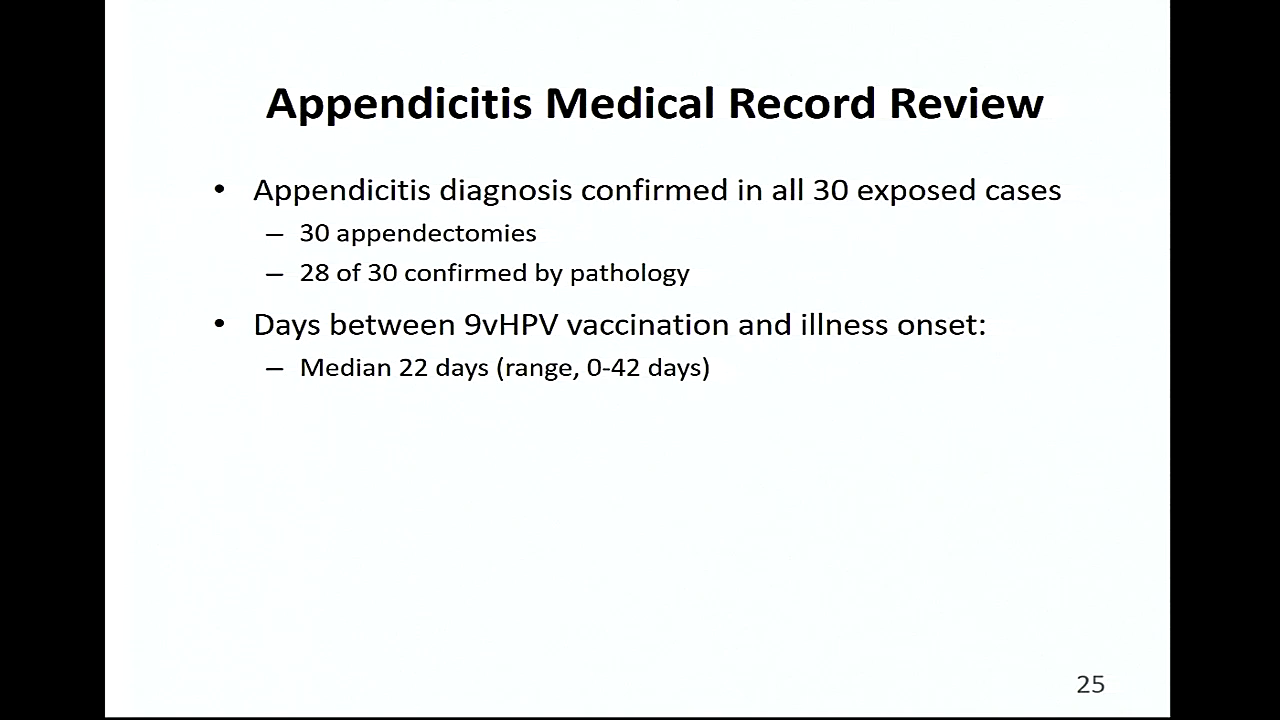 Appendicitis Medical Record Review
• Appendicitis diagnosis confirmed in all 30 exposed cases
– 30 appendectomies
– 28 of 30 confirmed by pathology
• Days between 9vHPV vaccination and illness onset:
– Median 22 days (range, 0-42 days)
25